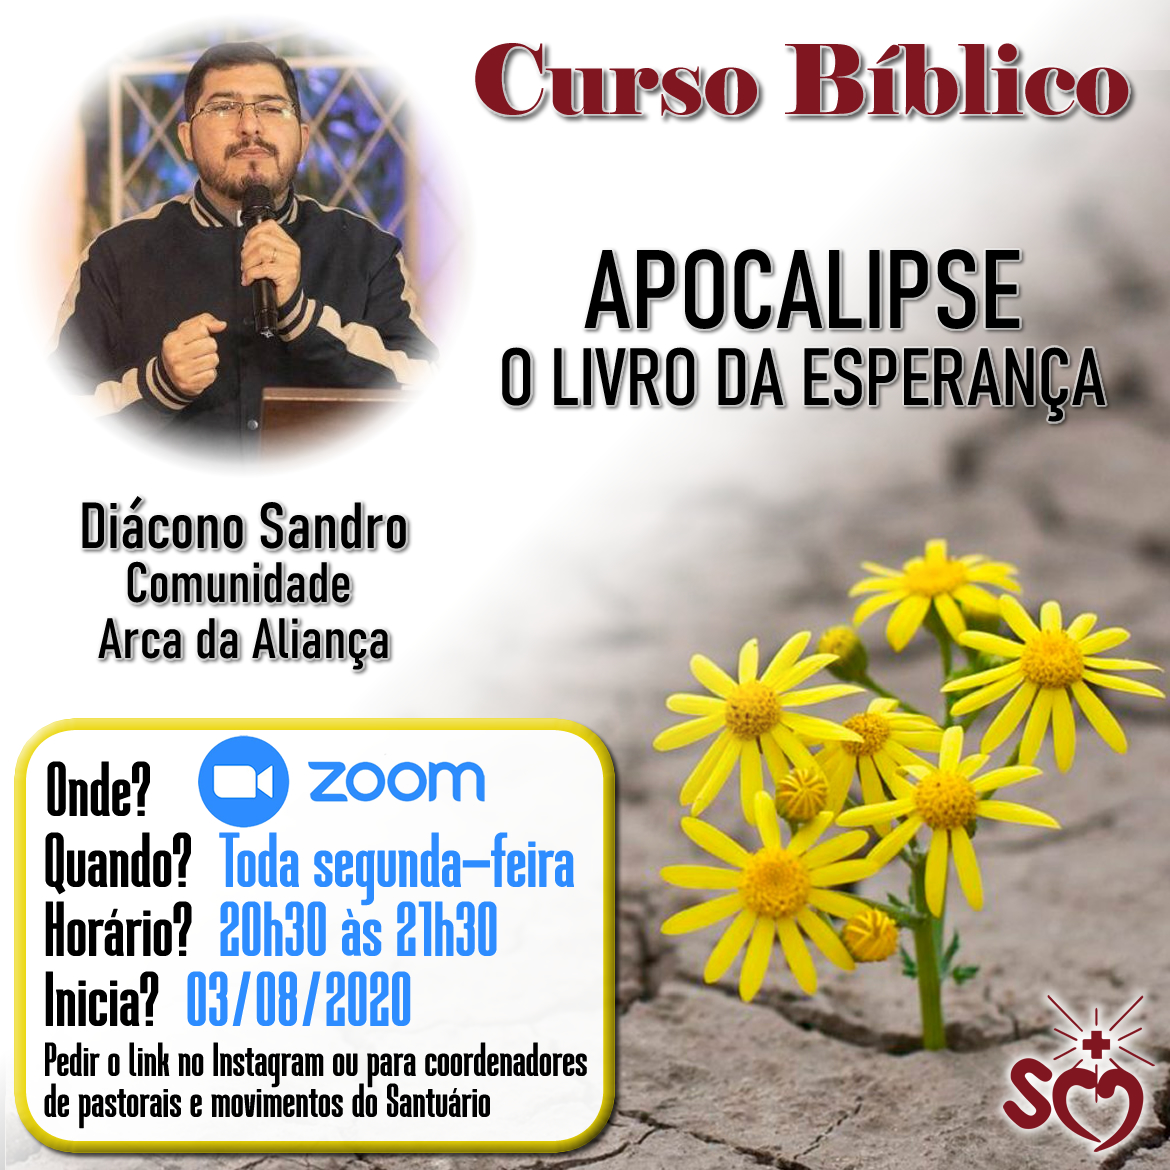 Curso Bíblico
APOCALIPSE
O LIVRO DA ESPERANÇA
Diácono Sandro
Comunidade
Arca da Aliança
Onde? zoom
Quando? Toda segunda-feira
Horário? 20h30 às 21h30
Inicia? 03/08/2020
Pedir o link no Instagram ou para coordenadores
de pastorais e movimentos do Santuário